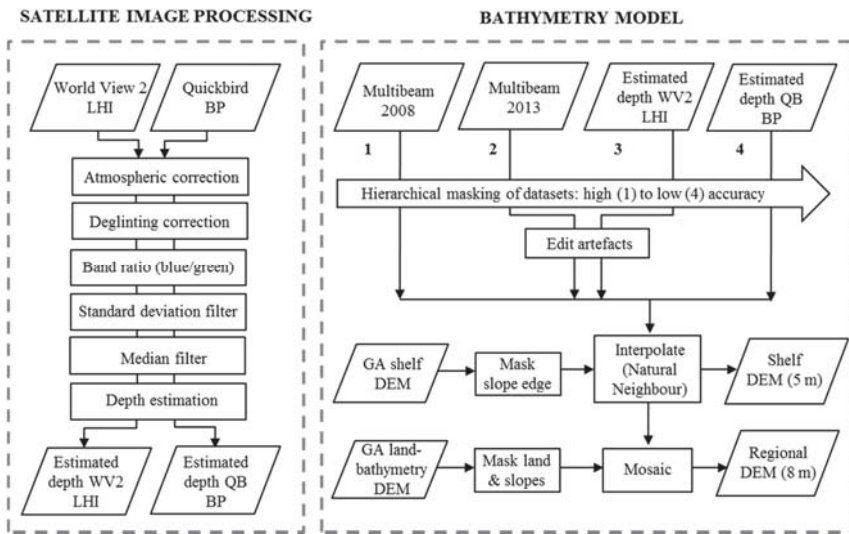 SATELLITE IMAGE PROCESSING
World View 2
LHI
Quickbird
BP
Atmospheric correction
Deglinting correction
Band ratio (blue/green)
Standard deviation filter
Median filter
Depth estimation
Estimated
depth WV2
LHI
Estimated
depth QB
BP
BATHYMETRY MODEL
Multibeam
2008
Multibeam
2013
Estimated
depth WV2
LHI
Estimated
depth QB
BP
1
2
3
4
Hierarchical masking of datasets: high (1) to low (4) accuracy
Edit artefacts
GA shelf
DEM
Mask
slope edge
Interpolate
(Natural
Neighbour)
Shelf
DEM (5 m)
GA land-
bathymetry
DEM
Mask land
& slopes
Mosaic
Regional
DEM (8 m)